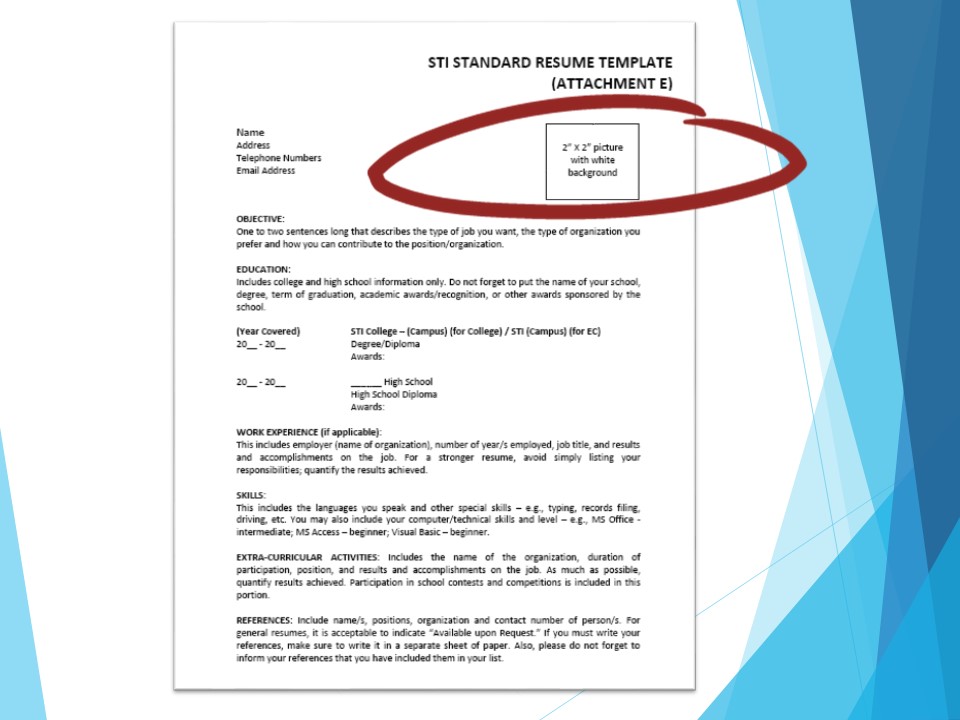 STI STANDARD RESUME TEMPLATE
(ATTACHMENT E)
Name
Address
Telephone Numbers
Email Address
2" X 2" picture
with white
background
OBJECTIVE:
One to two sentences long that describes the type of job you want, the type of organization you
prefer and how you can contribute to the position/organization.
EDUCATION:
Includes college and high school information only. Do not forget to put the name of your school,
degree, term of graduation, academic awards/recognition, or other awards sponsored by the
school.
(Year Covered) STI College – (Campus) (for College) / STI (Campus) (for EC)
20__ - 20__ Degree/Diploma
Awards:
20__ - 20__ ______ High School
High School Diploma
Awards:
WORK EXPERIENCE (if applicable):
This includes employer (name of organization), number of year/s employed, job title, and results
and accomplishments on the job. For a stronger resume, avoid simply listing your
responsibilities; quantify the results achieved.
SKILLS:
This includes the languages you speak and other special skills – e.g., typing, records filing,
driving, etc. You may also include your computer/technical skills and level – e.g., MS Office -
intermediate; MS Access – beginner; Visual Basic – beginner.
EXTRA-CURRICULAR ACTIVITIES: Includes the name of the organization, duration of
participation, position, and results and accomplishments on the job. As much as possible,
quantify results achieved. Participation in school contests and competitions is included in this
portion.
REFERENCES: Include name/s, positions, organization and contact number of person/s. For
general resumes, it is acceptable to indicate "Available upon Request." If you must write your
references, make sure to write it in a separate sheet of paper. Also, please do not forget to
inform your references that you have included them in your list.